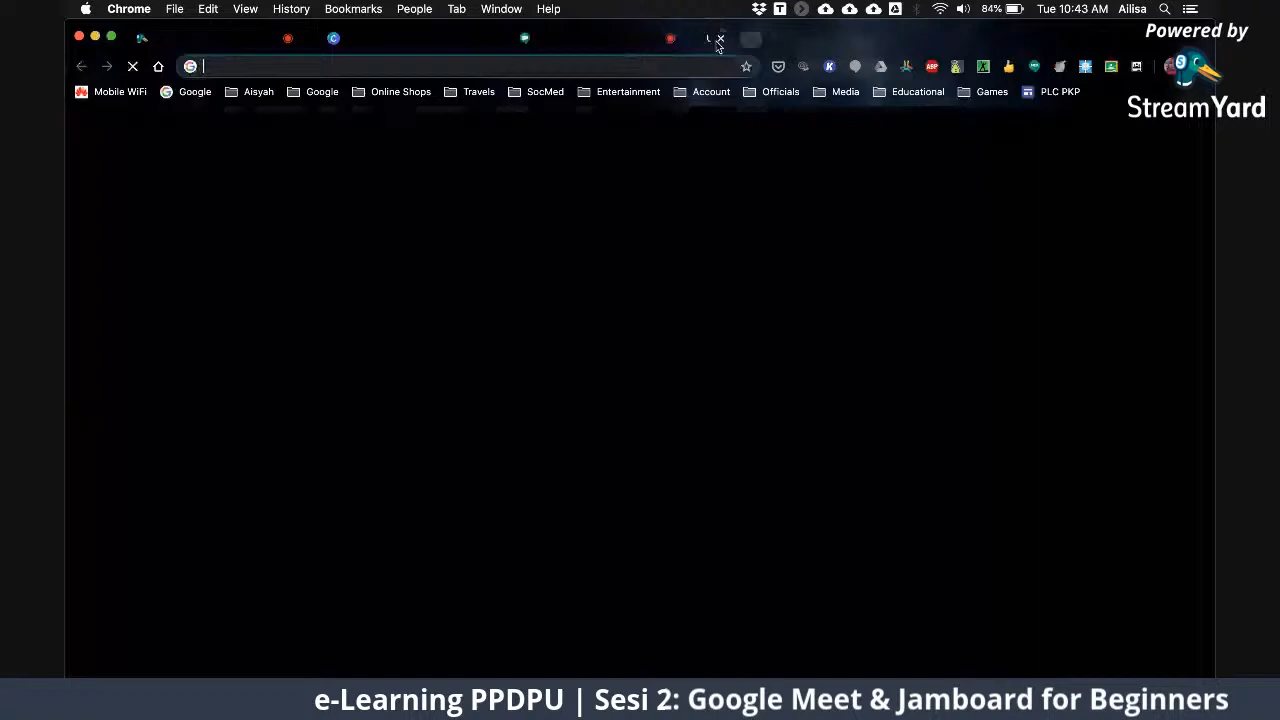 Chrome File Edit View History Bookmarks People Tab Window Help 84% Tue 10:43 AM Ailisa
Powered by
StreamYard
Mobile WiFi Google Aisyah Google Online Shops Travels SocMed Entertainment Account Officials Media Educational Games PLC PKP
e-Learning PPDPU | Sesi 2: Google Meet & Jamboard for Beginners